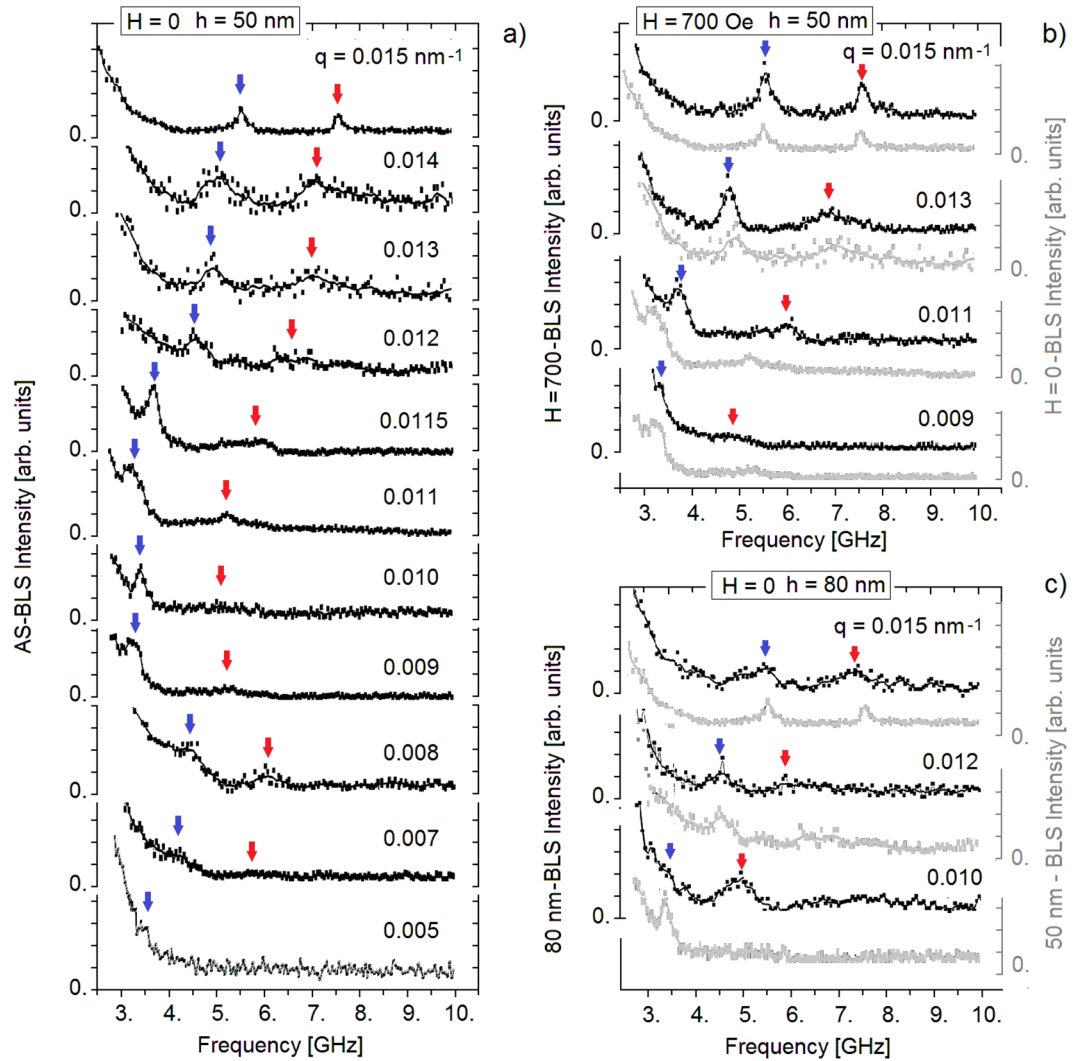 H = 0 h = 50 nm
a)
AS-BLS Intensity [arb. units]
q = 0.015 nm⁻¹
0.
0.014
0.
0.013
0.
0.012
0.
0.0115
0.
0.011
0.
0.010
0.
0.009
0.
0.008
0.
0.007
0.
0.005
0.
3. 4. 5. 6. 7. 8. 9. 10.
Frequency [GHz]
H = 700 Oe h = 50 nm
b)
H = 700-BLS Intensity [arb. units]
H = 0-BLS Intensity [arb. units]
q = 0.015 nm⁻¹
0.
0.
0.013
0.
0.
0.011
0.
0.
0.009
0.
0.
3. 4. 5. 6. 7. 8. 9. 10.
Frequency [GHz]
H = 0 h = 80 nm
c)
80 nm-BLS Intensity [arb. units]
50 nm - BLS Intensity [arb. units]
q = 0.015 nm⁻¹
0.
0.
0.012
0.
0.
0.010
0.
0.
3. 4. 5. 6. 7. 8. 9. 10.
Frequency [GHz]